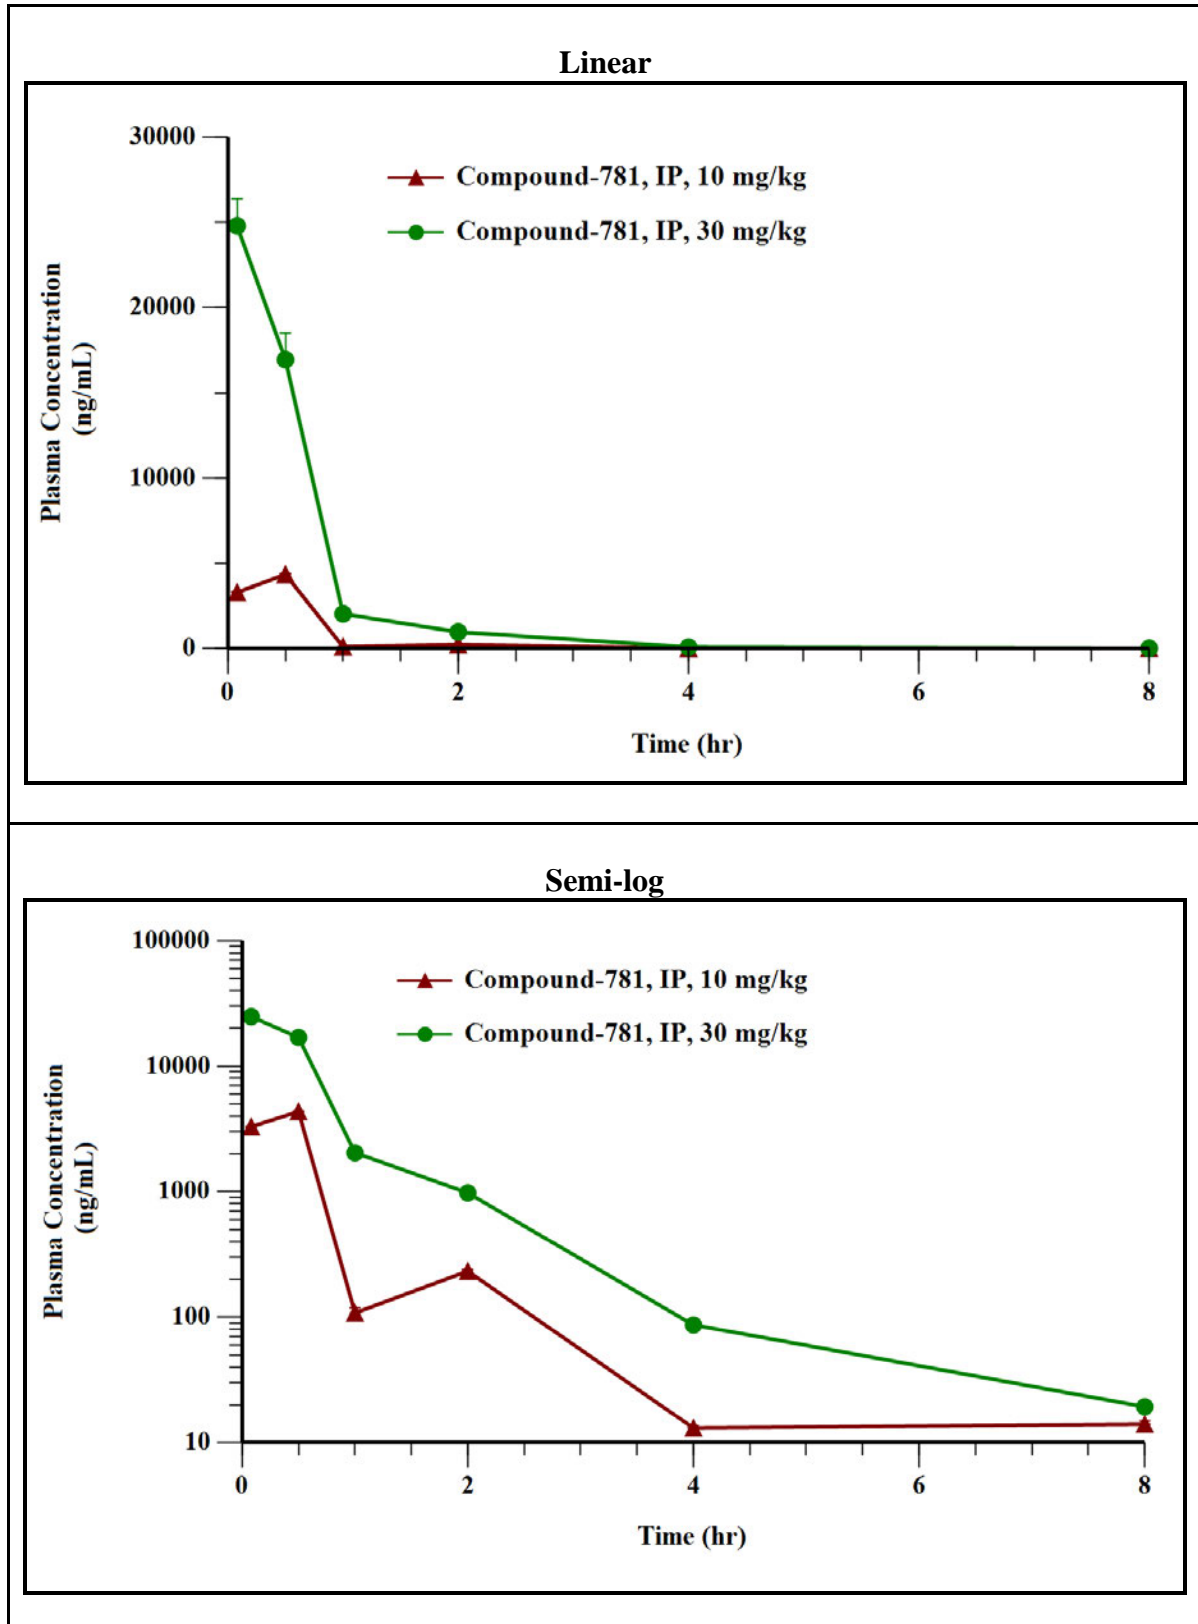 Linear
30000
20000
10000
0
Compound-781, IP, 10 mg/kg
Compound-781, IP, 30 mg/kg
Plasma Concentration
(ng/mL)
0 2 4 6 8
Time (hr)
Semi-log
100000
10000
1000
100
10
Compound-781, IP, 10 mg/kg
Compound-781, IP, 30 mg/kg
Plasma Concentration
(ng/mL)
0 2 4 6 8
Time (hr)